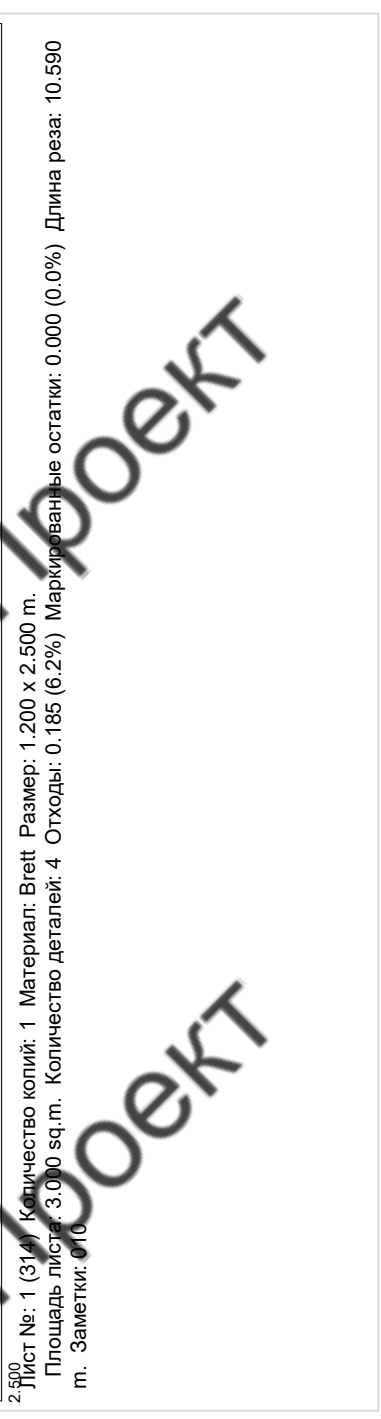 2.500
Лист №: 1 (314) Количество копий: 1 Материал: Brett Размер: 1.200 x 2.500 m.
Площадь листа: 3.000 sq.m. Количество деталей: 4 Отходы: 0.185 (6.2%) Маркированные остатки: 0.000 (0.0%) Длина реза: 10.590
m. Заметки: 010
Проект
Проект